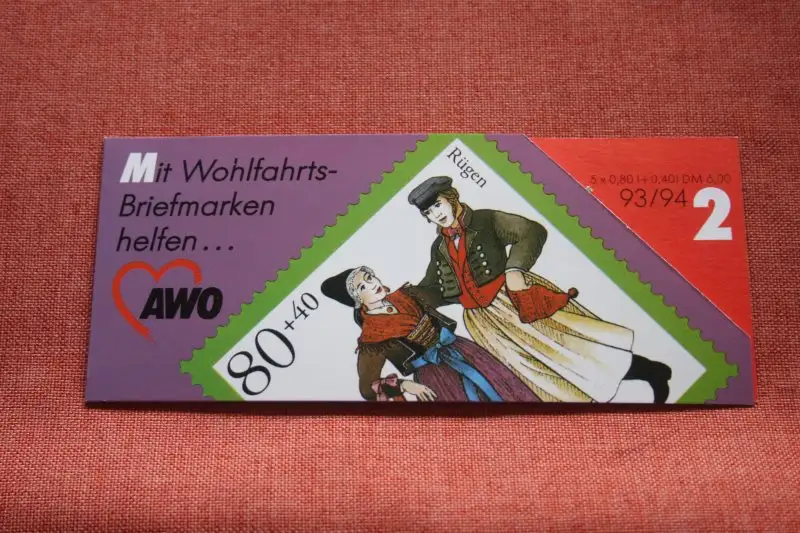 Mit Wohlfahrts-
Briefmarken
helfen...
AWO
80+40
Rügen
5 x 0,80 (+ 0,40) DM 6,00
93/94 2